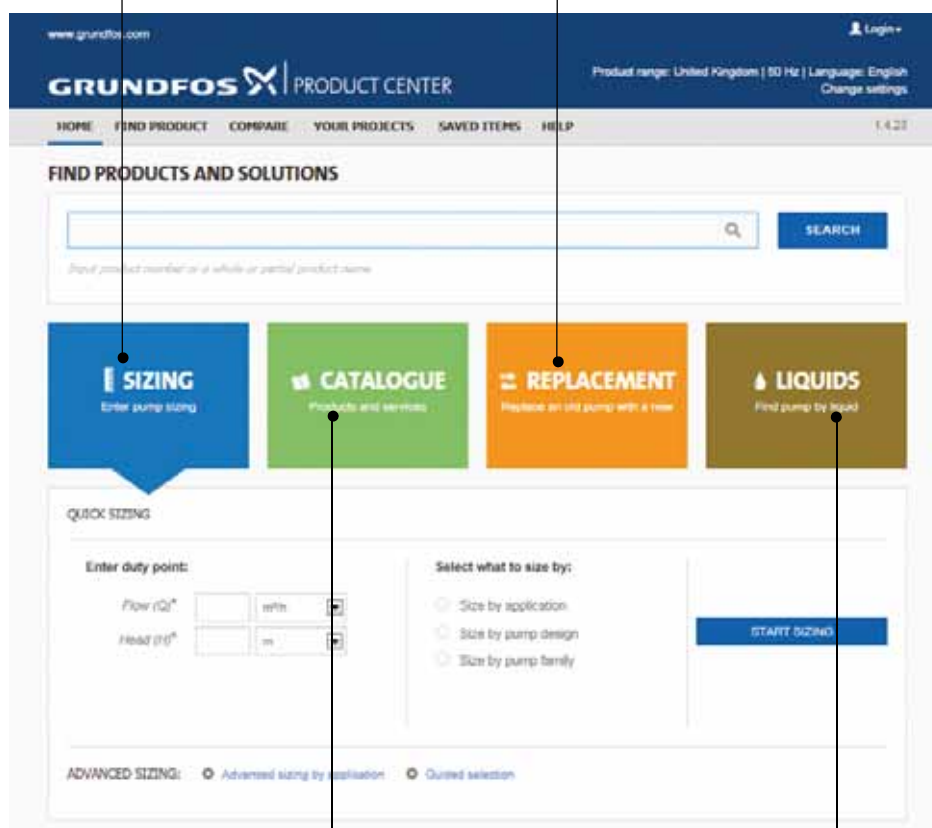 www.grundfos.com
Login
GRUNDFOS PRODUCT CENTER
Product range: United Kingdom | 50 Hz | Language: English
Change settings
HOME FIND PRODUCT COMPARE YOUR PROJECTS SAVED ITEMS HELP
1.4.23
FIND PRODUCTS AND SOLUTIONS
SEARCH
Input product number or a whole or partial product name
SIZING
Enter pump sizing
CATALOGUE
Products and services
REPLACEMENT
Replace an old pump with a new
LIQUIDS
Find pump by liquid
QUICK SIZING
Enter duty point:
Flow (Q)* m³/h
Head (H)* m
Select what to size by:
Size by application
Size by pump design
Size by pump family
START SIZING
ADVANCED SIZING: Advanced sizing by application Guided selection